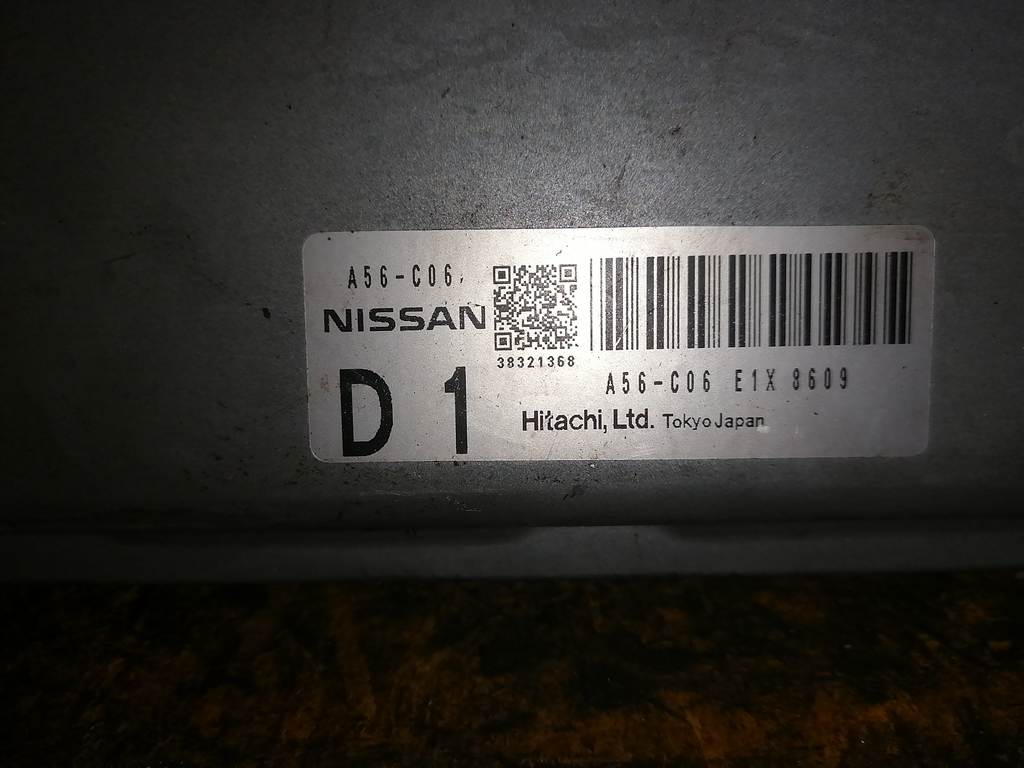 A56-C06
NISSAN
D 1
38321368
A56-C06 E1X 8609
Hitachi, Ltd. Tokyo Japan